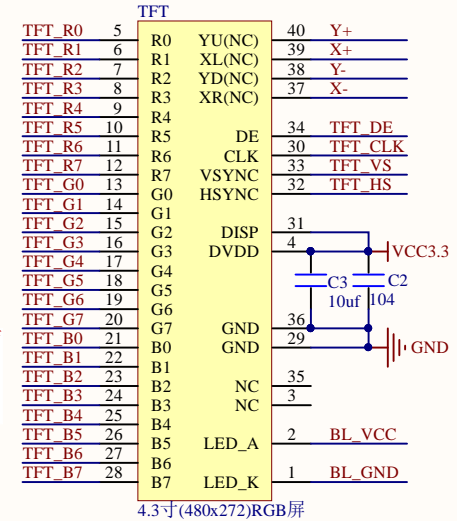 TFT
TFT_R0 5 R0 YU(NC) 40 Y+
TFT_R1 6 R1 XL(NC) 39 X+
TFT_R2 7 R2 YD(NC) 38 Y-
TFT_R3 8 R3 XR(NC) 37 X-
TFT_R4 9 R4
TFT_R5 10 R5 DE 34 TFT_DE
TFT_R6 11 R6 CLK 30 TFT_CLK
TFT_R7 12 R7 VSYNC 33 TFT_VS
TFT_G0 13 G0 HSYNC 32 TFT_HS
TFT_G1 14 G1
TFT_G2 15 G2 DISP 31
TFT_G3 16 G3 DVDD 4 VCC3.3
TFT_G4 17 G4
TFT_G5 18 G5 C3 C2
TFT_G6 19 G6 10uf 104
TFT_G7 20 G7 GND 36
TFT_B0 21 B0 GND 29 GND
TFT_B1 22 B1
TFT_B2 23 B2 NC 35
TFT_B3 24 B3 NC 3
TFT_B4 25 B4
TFT_B5 26 B5 LED_A 2 BL_VCC
TFT_B6 27 B6
TFT_B7 28 B7 LED_K 1 BL_GND
4.3寸(480x272)RGB屏